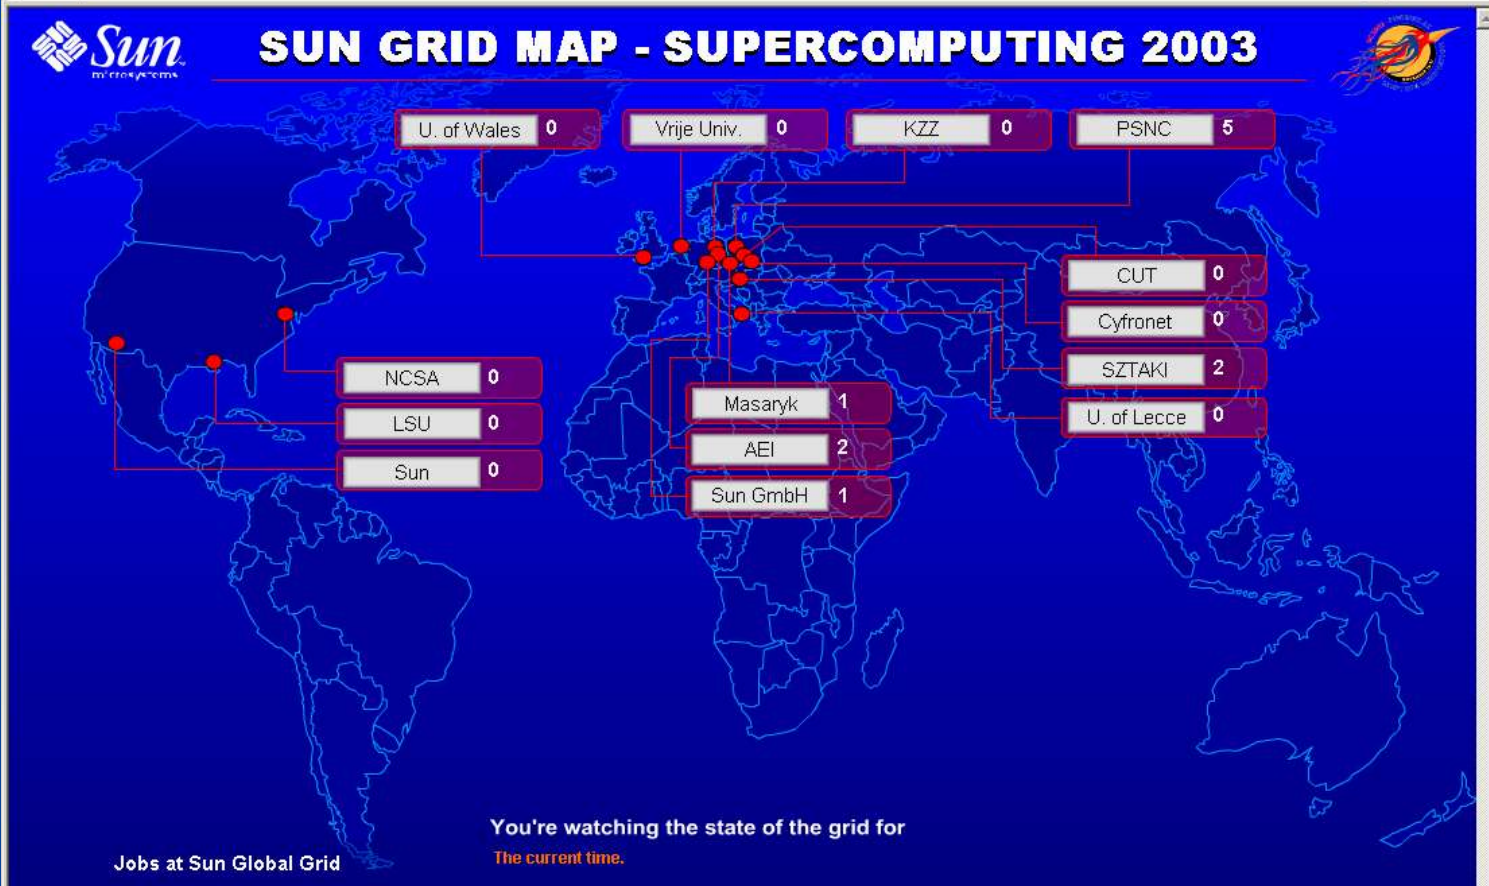 Sun
microsystems
SUN GRID MAP - SUPERCOMPUTING 2003
U. of Wales 0
Vrije Univ. 0
KZZ 0
PSNC 5
CUT 0
Cyfronet 0
SZTAKI 2
U. of Lecce 0
NCSA 0
LSU 0
Sun 0
Masaryk 1
AEI 2
Sun GmbH 1
You're watching the state of the grid for
The current time.
Jobs at Sun Global Grid